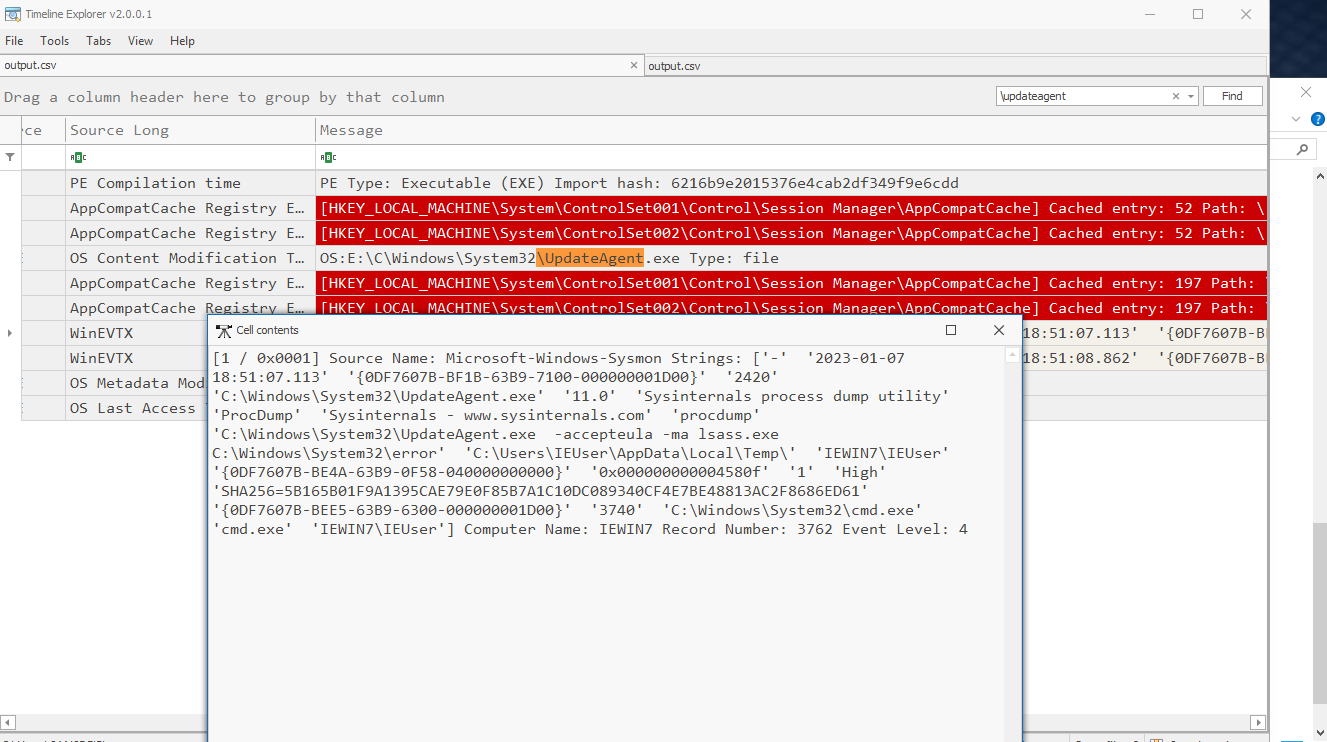 Timeline Explorer v2.0.0.1
File Tools Tabs View Help
output.csv
output.csv
Drag a column header here to group by that column
\updateagent
Find
ce Source Long Message
PE Compilation time PE Type: Executable (EXE) Import hash: 6216b9e2015376e4cab2df349f9e6cdd
AppCompatCache Registry E... [HKEY_LOCAL_MACHINE\System\ControlSet001\Control\Session Manager\AppCompatCache] Cached entry: 52 Path: \
AppCompatCache Registry E... [HKEY_LOCAL_MACHINE\System\ControlSet002\Control\Session Manager\AppCompatCache] Cached entry: 52 Path: \
OS Content Modification T... OS:E:\C\Windows\System32\UpdateAgent.exe Type: file
AppCompatCache Registry E... [HKEY_LOCAL_MACHINE\System\ControlSet001\Control\Session Manager\AppCompatCache] Cached entry: 197 Path:
AppCompatCache Registry E... [HKEY_LOCAL_MACHINE\System\ControlSet002\Control\Session Manager\AppCompatCache] Cached entry: 197 Path:
WinEVTX 18:51:07.113' '{0DF7607B-B
WinEVTX 18:51:08.862' '{0DF7607B-B
OS Metadata Mod
OS Last Access
Cell contents
[1 / 0x0001] Source Name: Microsoft-Windows-Sysmon Strings: ['-' '2023-01-07
18:51:07.113' '{0DF7607B-BF1B-63B9-7100-000000001D00}' '2420'
'C:\Windows\System32\UpdateAgent.exe' '11.0' 'Sysinternals process dump utility'
'ProcDump' 'Sysinternals - www.sysinternals.com' 'procdump'
'C:\Windows\System32\UpdateAgent.exe -accepteula -ma lsass.exe
C:\Windows\System32\error' 'C:\Users\IEUser\AppData\Local\Temp\' 'IEWIN7\IEUser'
'{0DF7607B-BE4A-63B9-0F58-040000000000}' '0x000000000004580f' '1' 'High'
'SHA256=5B165B01F9A1395CAE79E0F85B7A1C10DC089340CF4E7BE48813AC2F8686ED61'
'{0DF7607B-BEE5-63B9-6300-000000001D00}' '3740' 'C:\Windows\System32\cmd.exe'
'cmd.exe' 'IEWIN7\IEUser'] Computer Name: IEWIN7 Record Number: 3762 Event Level: 4